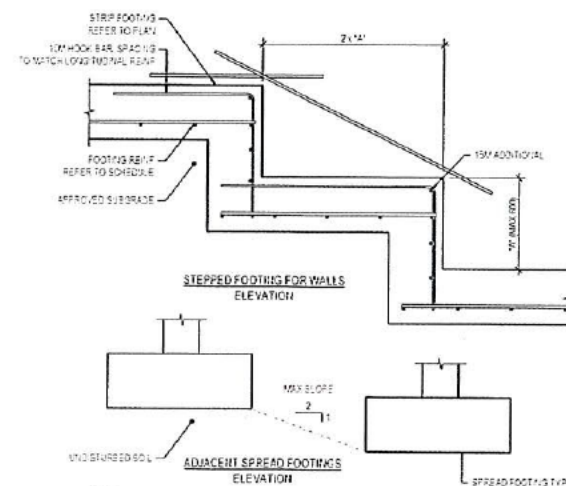 STRIP FOOTING
REFER TO PLAN
10M HOOK BAR, SPACING
TO MATCH LONGITUDINAL REINF
2 x "A"
FOOTING REINF
REFER TO SCHEDULE
15M ADDITIONAL
APPROVED SUBGRADE
"A" (MAX 600)
STEPPED FOOTING FOR WALLS
ELEVATION
MAX SLOPE
2
1
UNDISTURBED SOIL
ADJACENT SPREAD FOOTINGS
ELEVATION
SPREAD FOOTING TYP